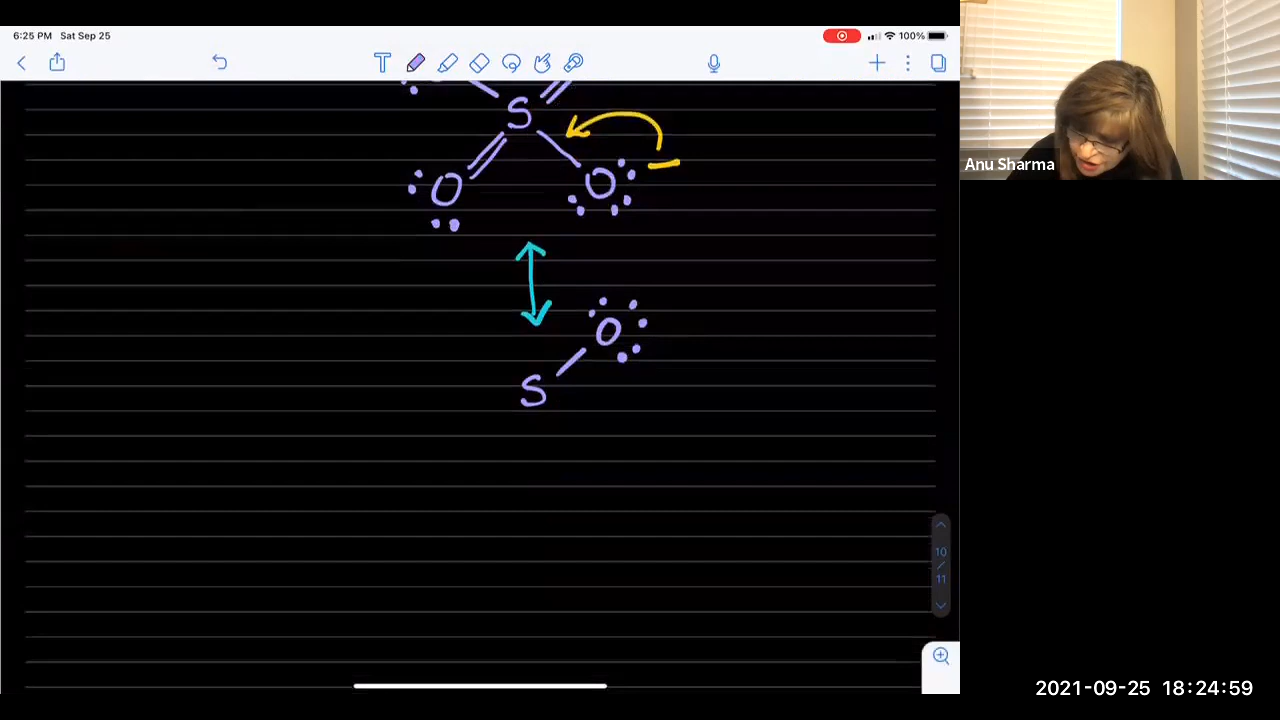 6:25 PM Sat Sep 25
100%
T
S
O
O
Anu Sharma
O
S
10
/
11
2021-09-25 18:24:59